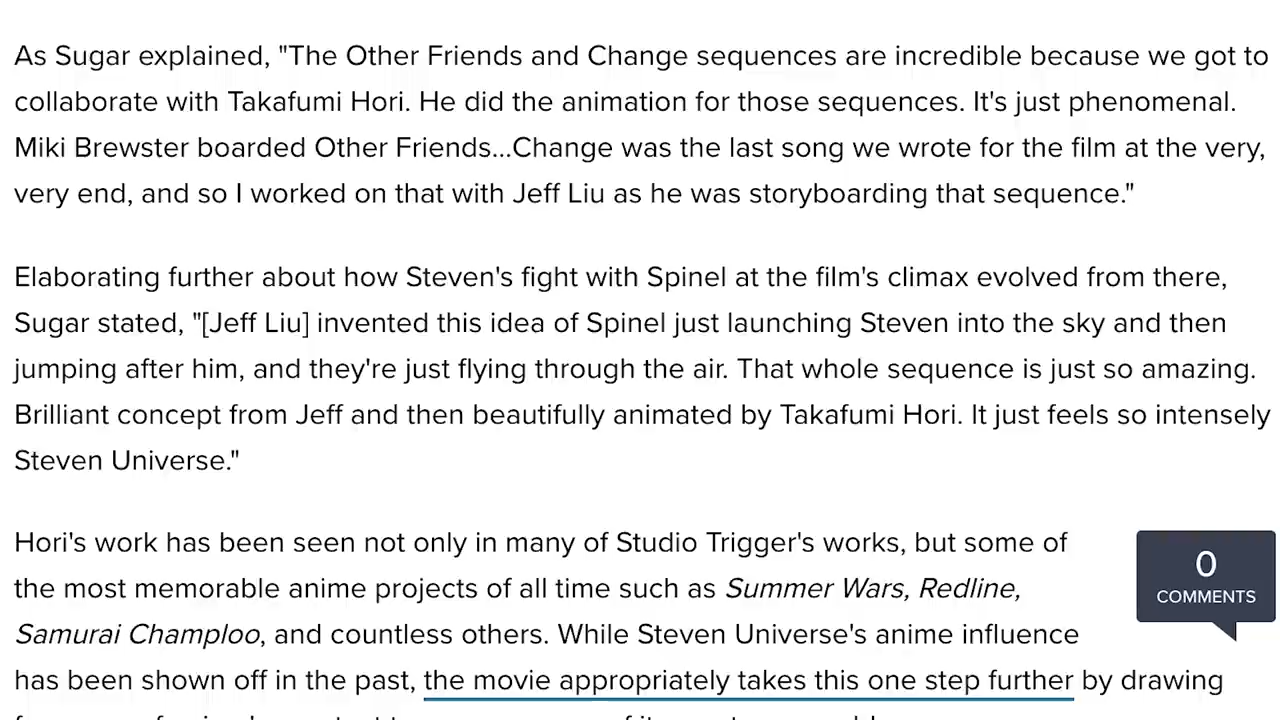 As Sugar explained, "The Other Friends and Change sequences are incredible because we got to
collaborate with Takafumi Hori. He did the animation for those sequences. It's just phenomenal.
Miki Brewster boarded Other Friends...Change was the last song we wrote for the film at the very,
very end, and so I worked on that with Jeff Liu as he was storyboarding that sequence."
Elaborating further about how Steven's fight with Spinel at the film's climax evolved from there,
Sugar stated, "[Jeff Liu] invented this idea of Spinel just launching Steven into the sky and then
jumping after him, and they're just flying through the air. That whole sequence is just so amazing.
Brilliant concept from Jeff and then beautifully animated by Takafumi Hori. It just feels so intensely
Steven Universe."
Hori's work has been seen not only in many of Studio Trigger's works, but some of
the most memorable anime projects of all time such as Summer Wars, Redline,
Samurai Champloo, and countless others. While Steven Universe's anime influence
has been shown off in the past, the movie appropriately takes this one step further by drawing
0
COMMENTS